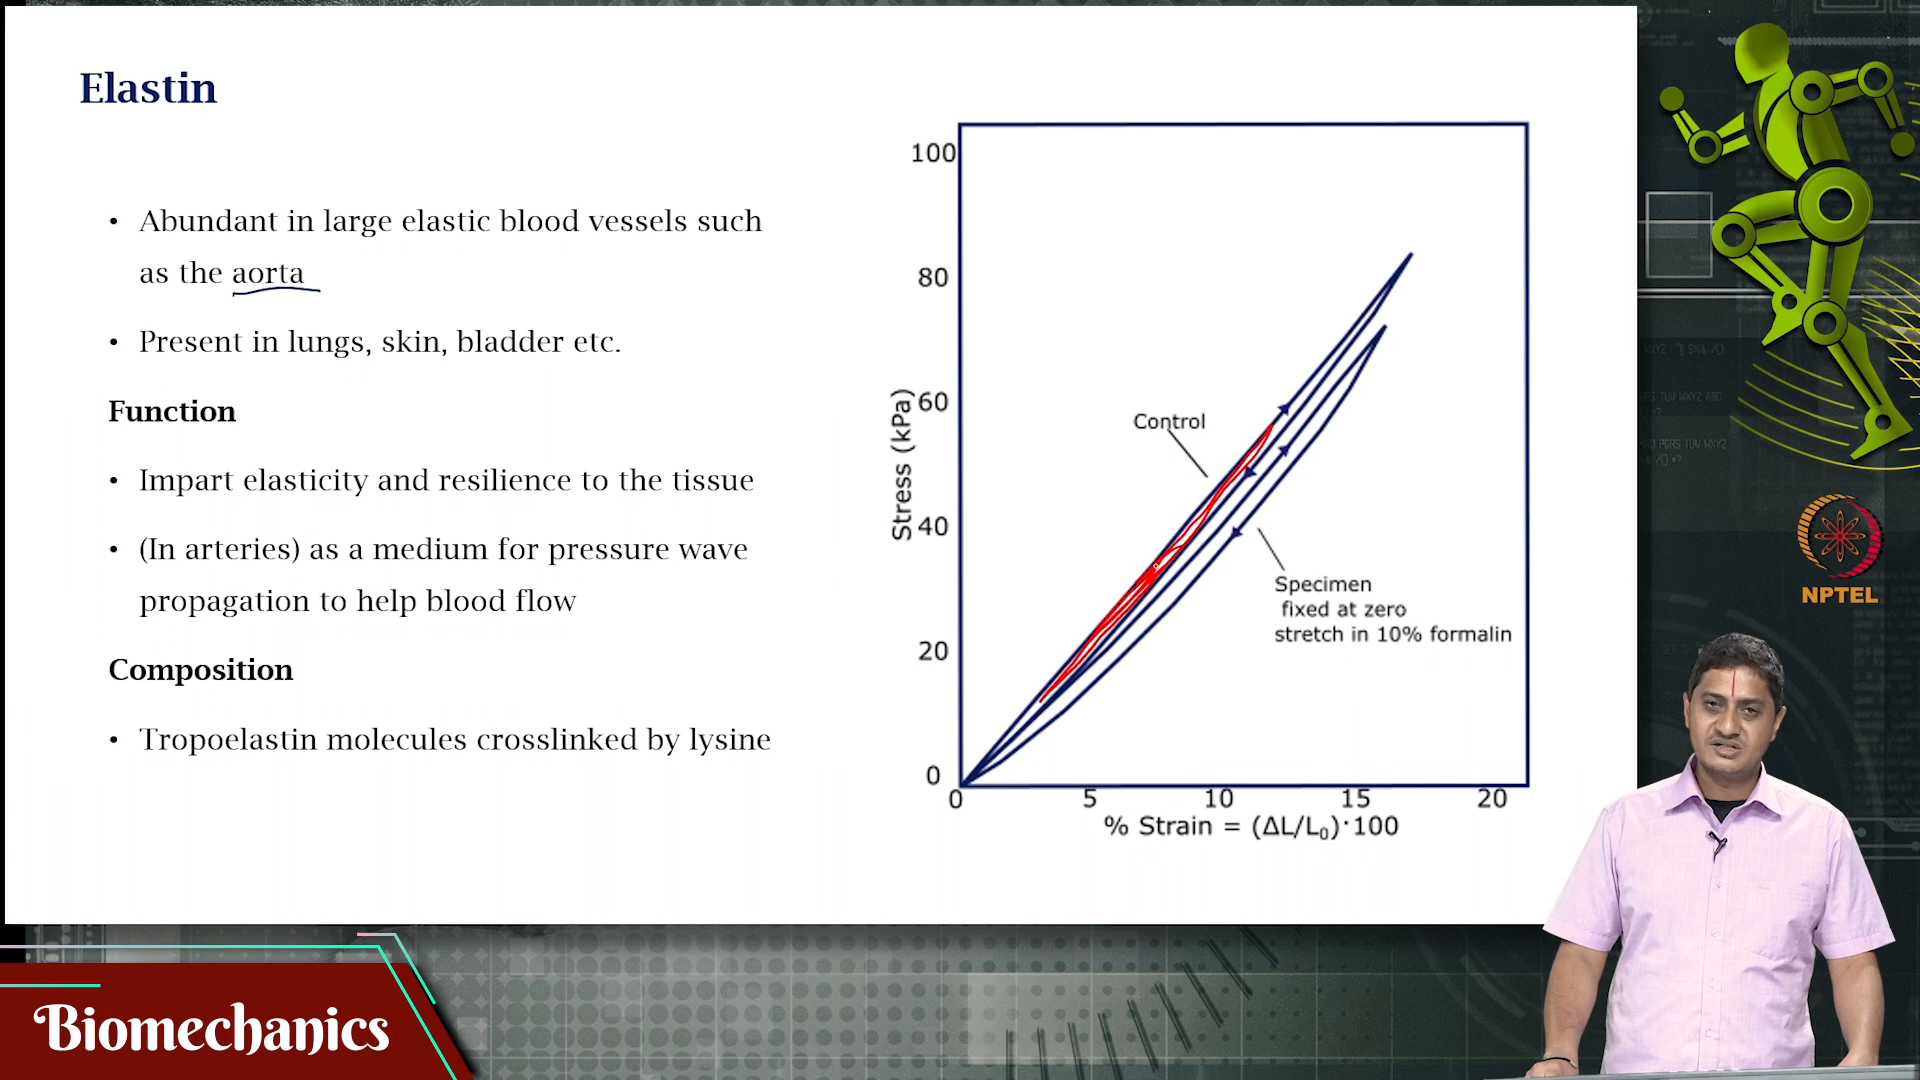 Elastin
• Abundant in large elastic blood vessels such
as the aorta
• Present in lungs, skin, bladder etc.
Function
• Impart elasticity and resilience to the tissue
• (In arteries) as a medium for pressure wave
propagation to help blood flow
Composition
• Tropoelastin molecules crosslinked by lysine
100
80
60
40
20
0
Stress (kPa)
Control
Specimen
fixed at zero
stretch in 10% formalin
0 5 10 15 20
% Strain = (ΔL/L₀)·100
NPTEL
Biomechanics